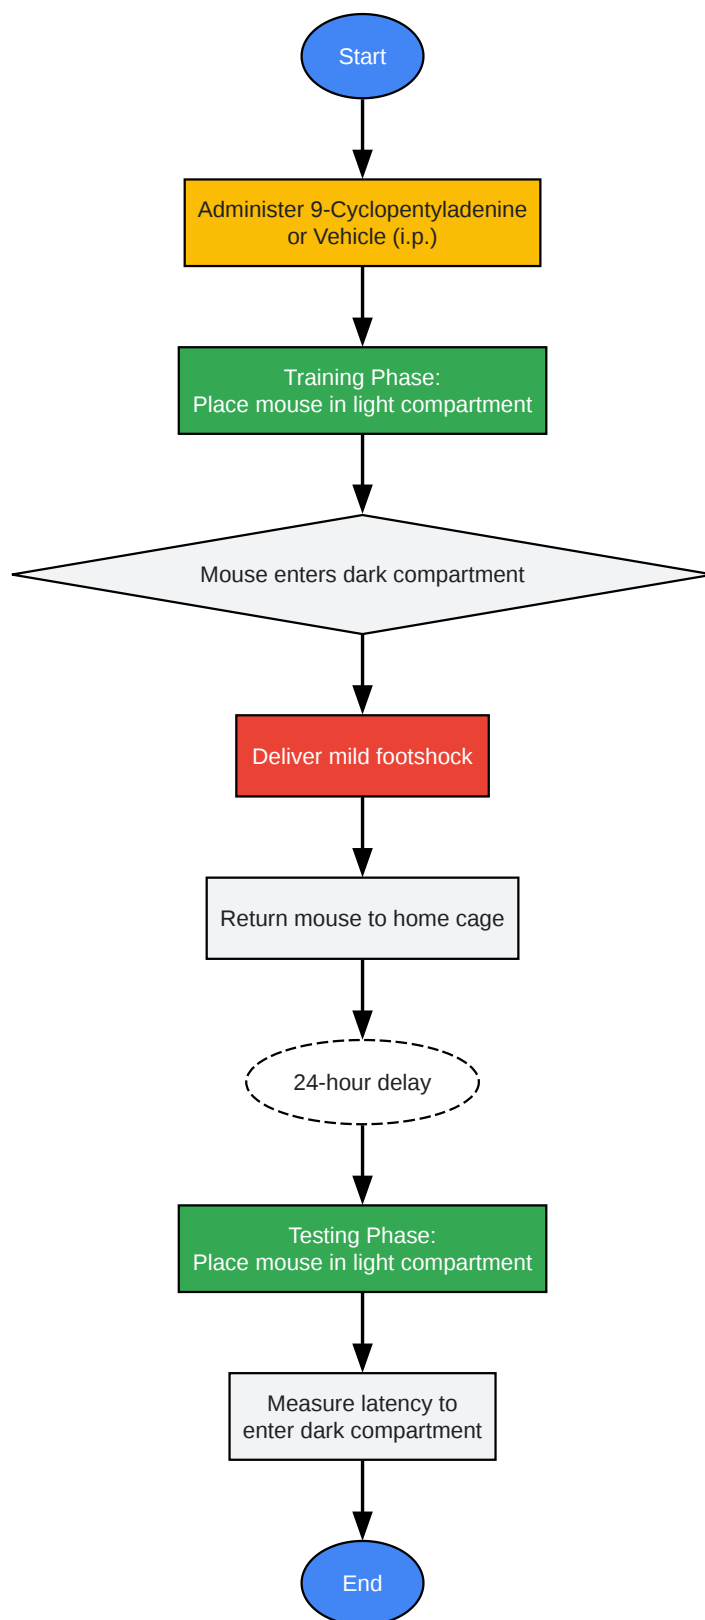 Start
Administer 9-Cyclopentyladenine
or Vehicle (i.p.)
Training Phase:
Place mouse in light compartment
Mouse enters dark compartment
Deliver mild footshock
Return mouse to home cage
24-hour delay
Testing Phase:
Place mouse in light compartment
Measure latency to
enter dark compartment
End